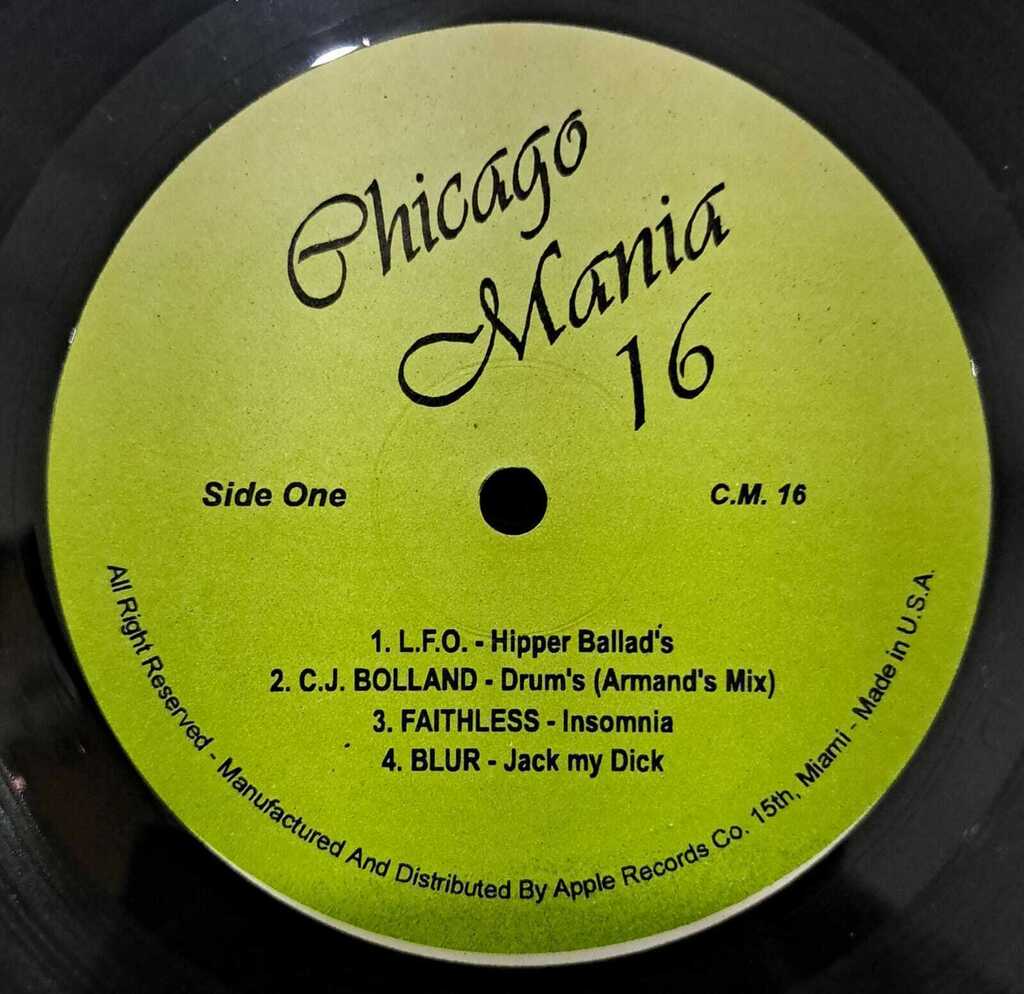 Chicago
Mania
16
Side One
C.M. 16
1. L.F.O. - Hipper Ballad's
2. C.J. BOLLAND - Drum's (Armand's Mix)
3. FAITHLESS - Insomnia
4. BLUR - Jack my Dick
All Right Reserved - Manufactured And Distributed By Apple Records Co. 15th, Miami - Made in U.S.A.